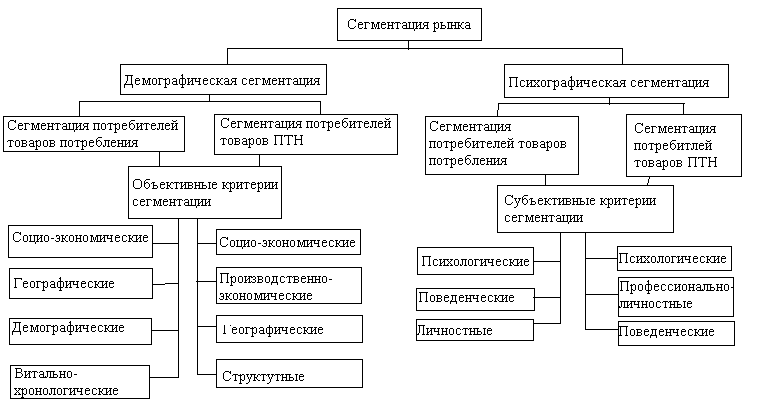 Сегментация рынка
Демографическая сегментация
Психографическая сегментация
Сегментация потребителей
товаров потребления
Сегментация потребителей
товаров ПТН
Сегментация
потребителей товаров
потребления
Сегментация
потребитлей
товаров ПТН
Объективные критерии
сегментации
Субъективные критерии
сегментации
Социо-экономические
Географические
Демографические
Витально-
хронологические
Социо-экономические
Производственно-
экономические
Географические
Структутные
Психологические
Поведенческие
Личностные
Психологические
Профессионально-
личностные
Поведенческие